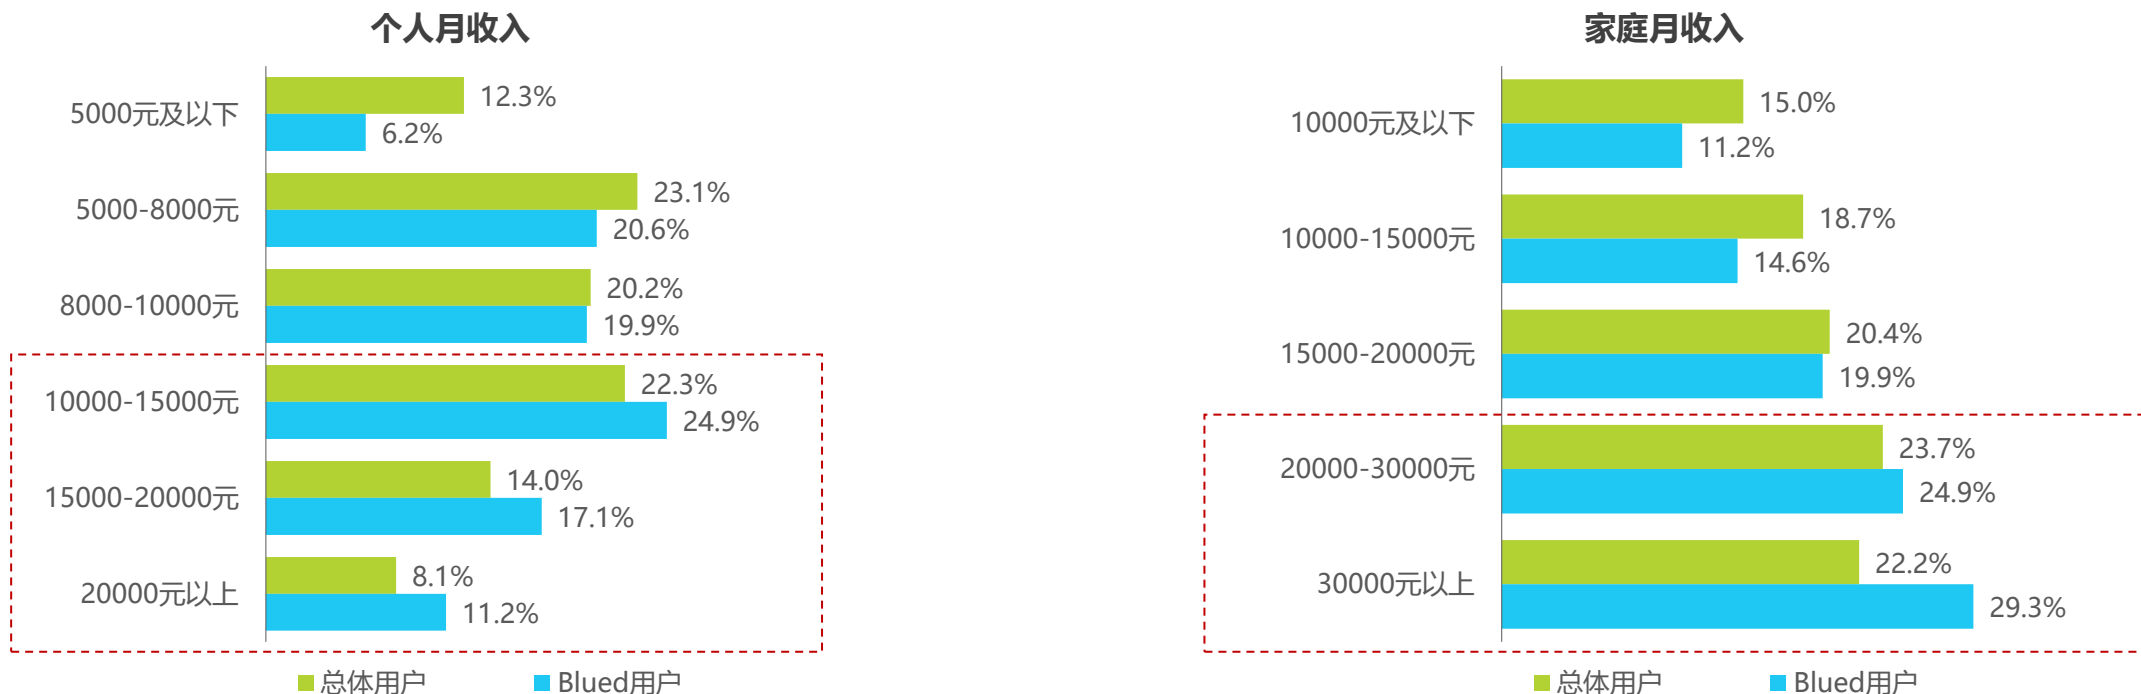 个人月收入
5000元及以下
12.3%
6.2%
5000-8000元
23.1%
20.6%
8000-10000元
20.2%
19.9%
10000-15000元
22.3%
24.9%
15000-20000元
14.0%
17.1%
20000元以上
8.1%
11.2%
总体用户
Blued用户
家庭月收入
10000元及以下
15.0%
11.2%
10000-15000元
18.7%
14.6%
15000-20000元
20.4%
19.9%
20000-30000元
23.7%
24.9%
30000元以上
22.2%
29.3%
总体用户
Blued用户